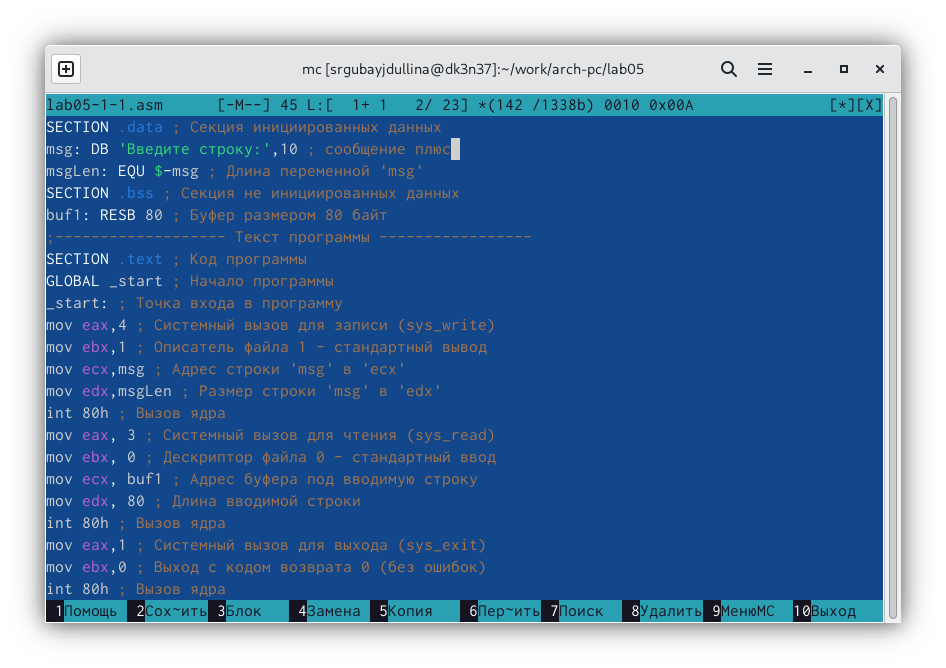 mc [srgubayjdullina@dk3n37]:~/work/arch-pc/lab05
lab05-1-1.asm      [-M--] 45 L:[  1+ 1   2/ 23] *(142 /1338b) 0010 0x00A               [*][X]
SECTION .data ; Секция инициированных данных
msg: DB 'Введите строку:',10 ; сообщение плюс
msgLen: EQU $-msg ; Длина переменной 'msg'
SECTION .bss ; Секция не инициированных данных
buf1: RESB 80 ; Буфер размером 80 байт
;------------------- Текст программы -----------------
SECTION .text ; Код программы
GLOBAL _start ; Начало программы
_start: ; Точка входа в программу
mov eax,4 ; Системный вызов для записи (sys_write)
mov ebx,1 ; Описатель файла 1 - стандартный вывод
mov ecx,msg ; Адрес строки 'msg' в 'ecx'
mov edx,msgLen ; Размер строки 'msg' в 'edx'
int 80h ; Вызов ядра
mov eax, 3 ; Системный вызов для чтения (sys_read)
mov ebx, 0 ; Дескриптор файла 0 - стандартный ввод
mov ecx, buf1 ; Адрес буфера под вводимую строку
mov edx, 80 ; Длина вводимой строки
int 80h ; Вызов ядра
mov eax,1 ; Системный вызов для выхода (sys_exit)
mov ebx,0 ; Выход с кодом возврата 0 (без ошибок)
int 80h ; Вызов ядра
1Помощь 2Сох~ить 3Блок 4Замена 5Копия 6Пер~ить 7Поиск 8Удалить 9МенюMC 10Выход